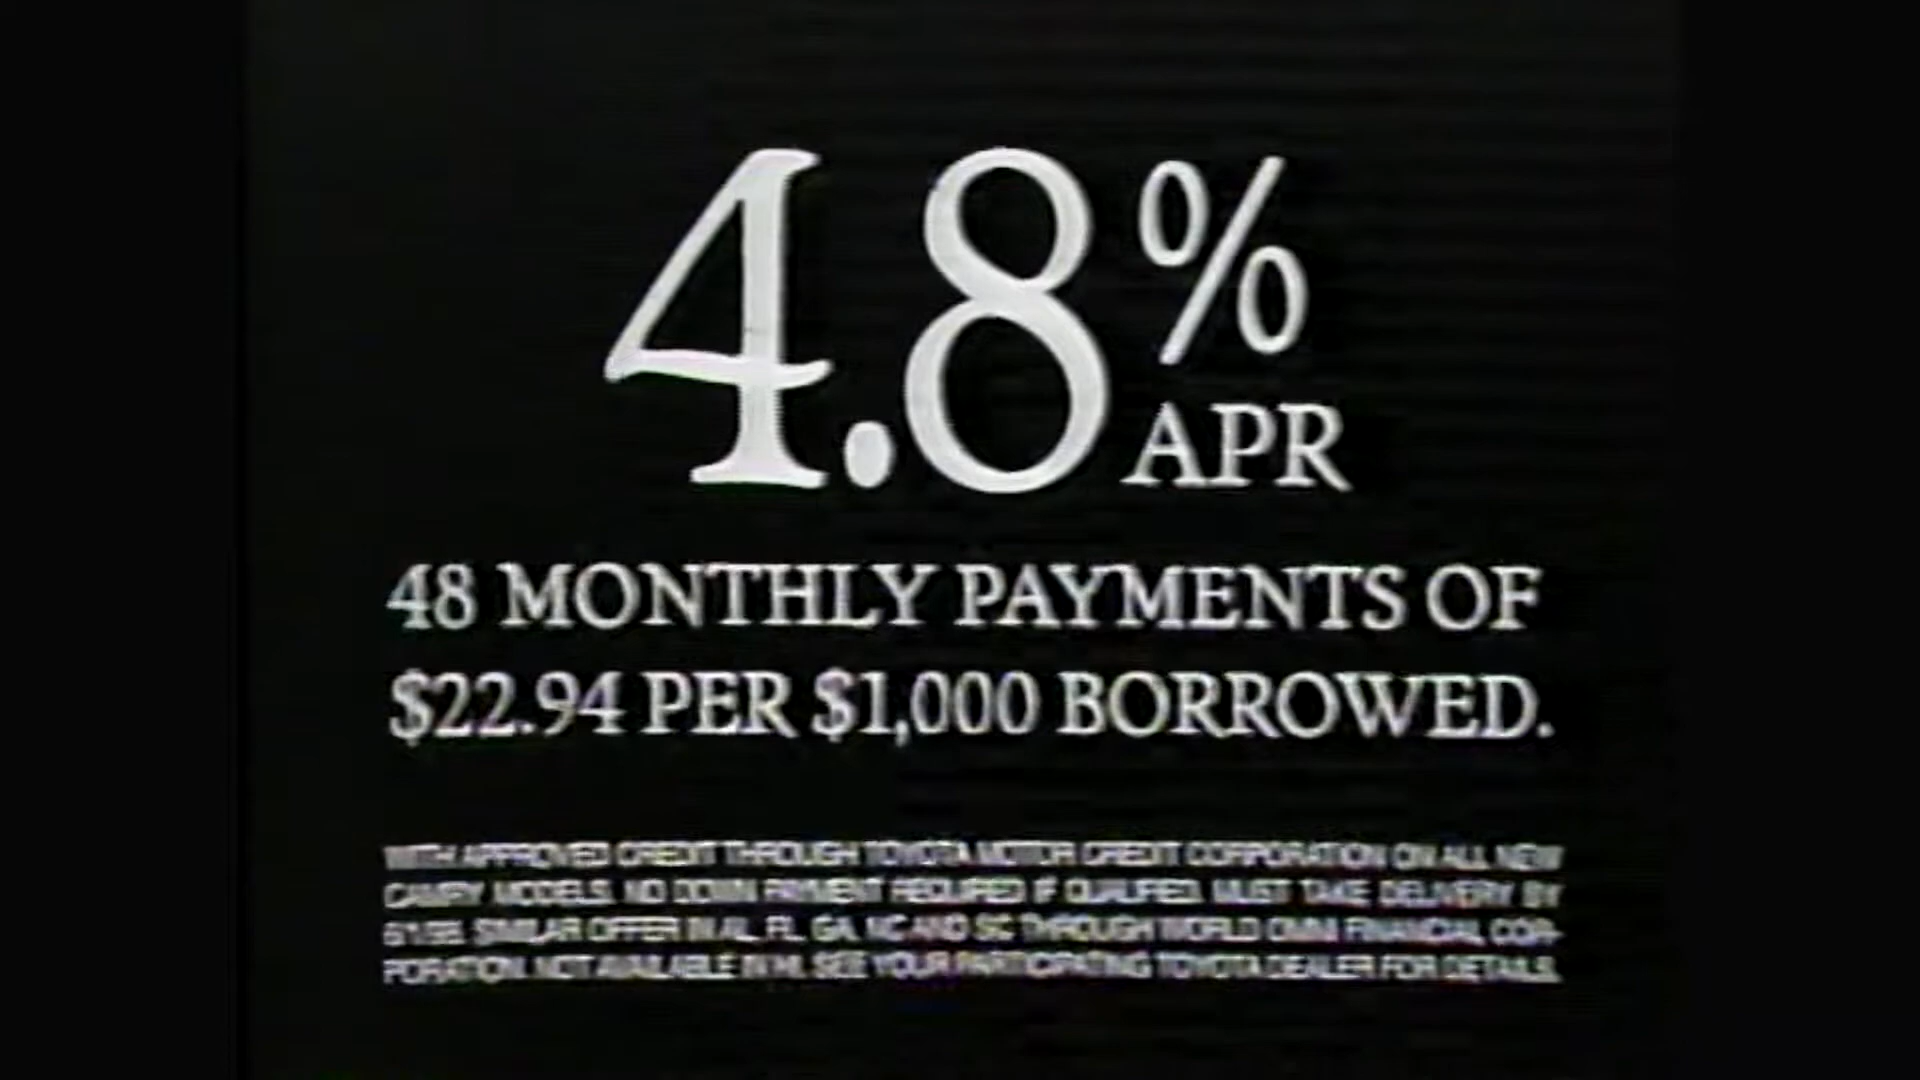 4.8%
APR
48 MONTHLY PAYMENTS OF
$22.94 PER $1,000 BORROWED.
WITH APPROVED CREDIT THROUGH TOYOTA MOTOR CREDIT CORPORATION ON ALL NEW
CAMRY MODELS. NO DOWN PAYMENT REQUIRED IF QUALIFIED. MUST TAKE DELIVERY BY
SIMILAR OFFER IN AL, FL, GA, NC AND SC THROUGH WORLD OMNI FINANCIAL COR-
PORATION. NOT AVAILABLE IN HI. SEE YOUR PARTICIPATING TOYOTA DEALER FOR DETAILS.